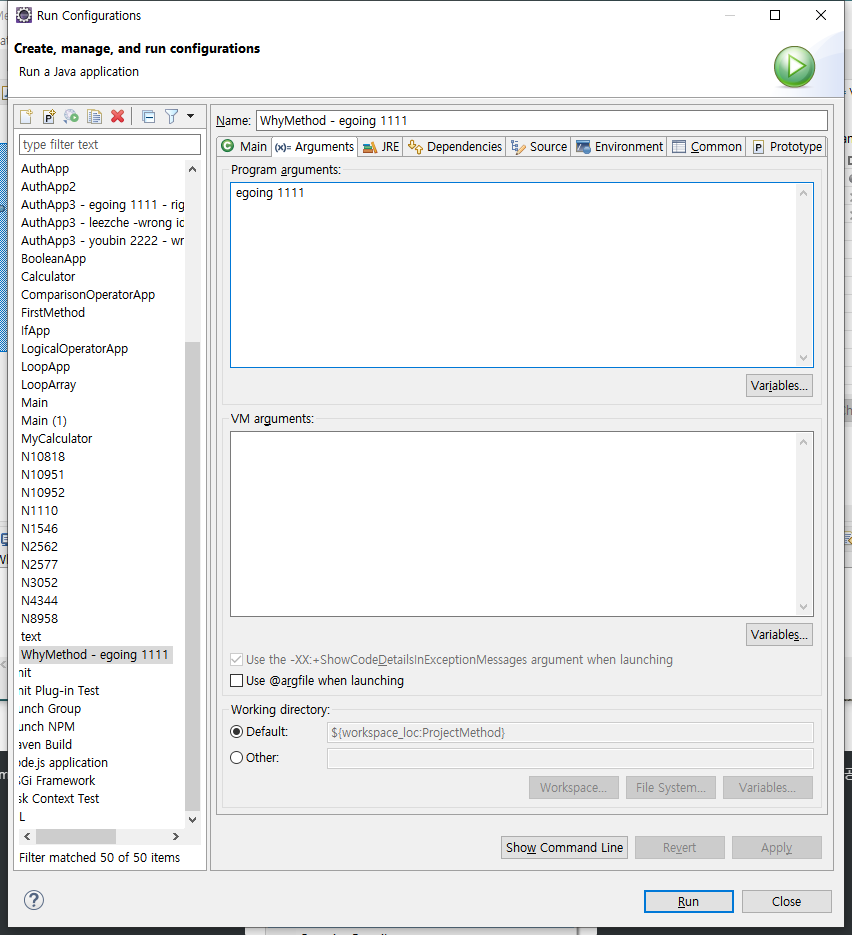 Run Configurations
Create, manage, and run configurations
Run a Java application
Name: WhyMethod - egoing 1111
type filter text
AuthApp
AuthApp2
AuthApp3 - egoing 1111 - rig
AuthApp3 - leezche -wrong id
AuthApp3 - youbin 2222 - wr
BooleanApp
Calculator
ComparisonOperatorApp
FirstMethod
IfApp
LogicalOperatorApp
LoopApp
LoopArray
Main
Main (1)
MyCalculator
N10818
N10951
N10952
N1110
N1546
N2562
N2577
N3052
N4344
N8958
text
WhyMethod - egoing 1111
nit
nit Plug-in Test
unch Group
unch NPM
aven Build
ode.js application
Gi Framework
sk Context Test
L
Filter matched 50 of 50 items
Main (x)= Arguments JRE Dependencies Source Environment Common Prototype
Program arguments:
egoing 1111
Variables...
VM arguments:
Variables...
Use the -XX:+ShowCodeDetailsInExceptionMessages argument when launching
Use @argfile when launching
Working directory:
Default: ${workspace_loc:ProjectMethod}
Other:
Workspace... File System... Variables...
Show Command Line Revert Apply
Run Close